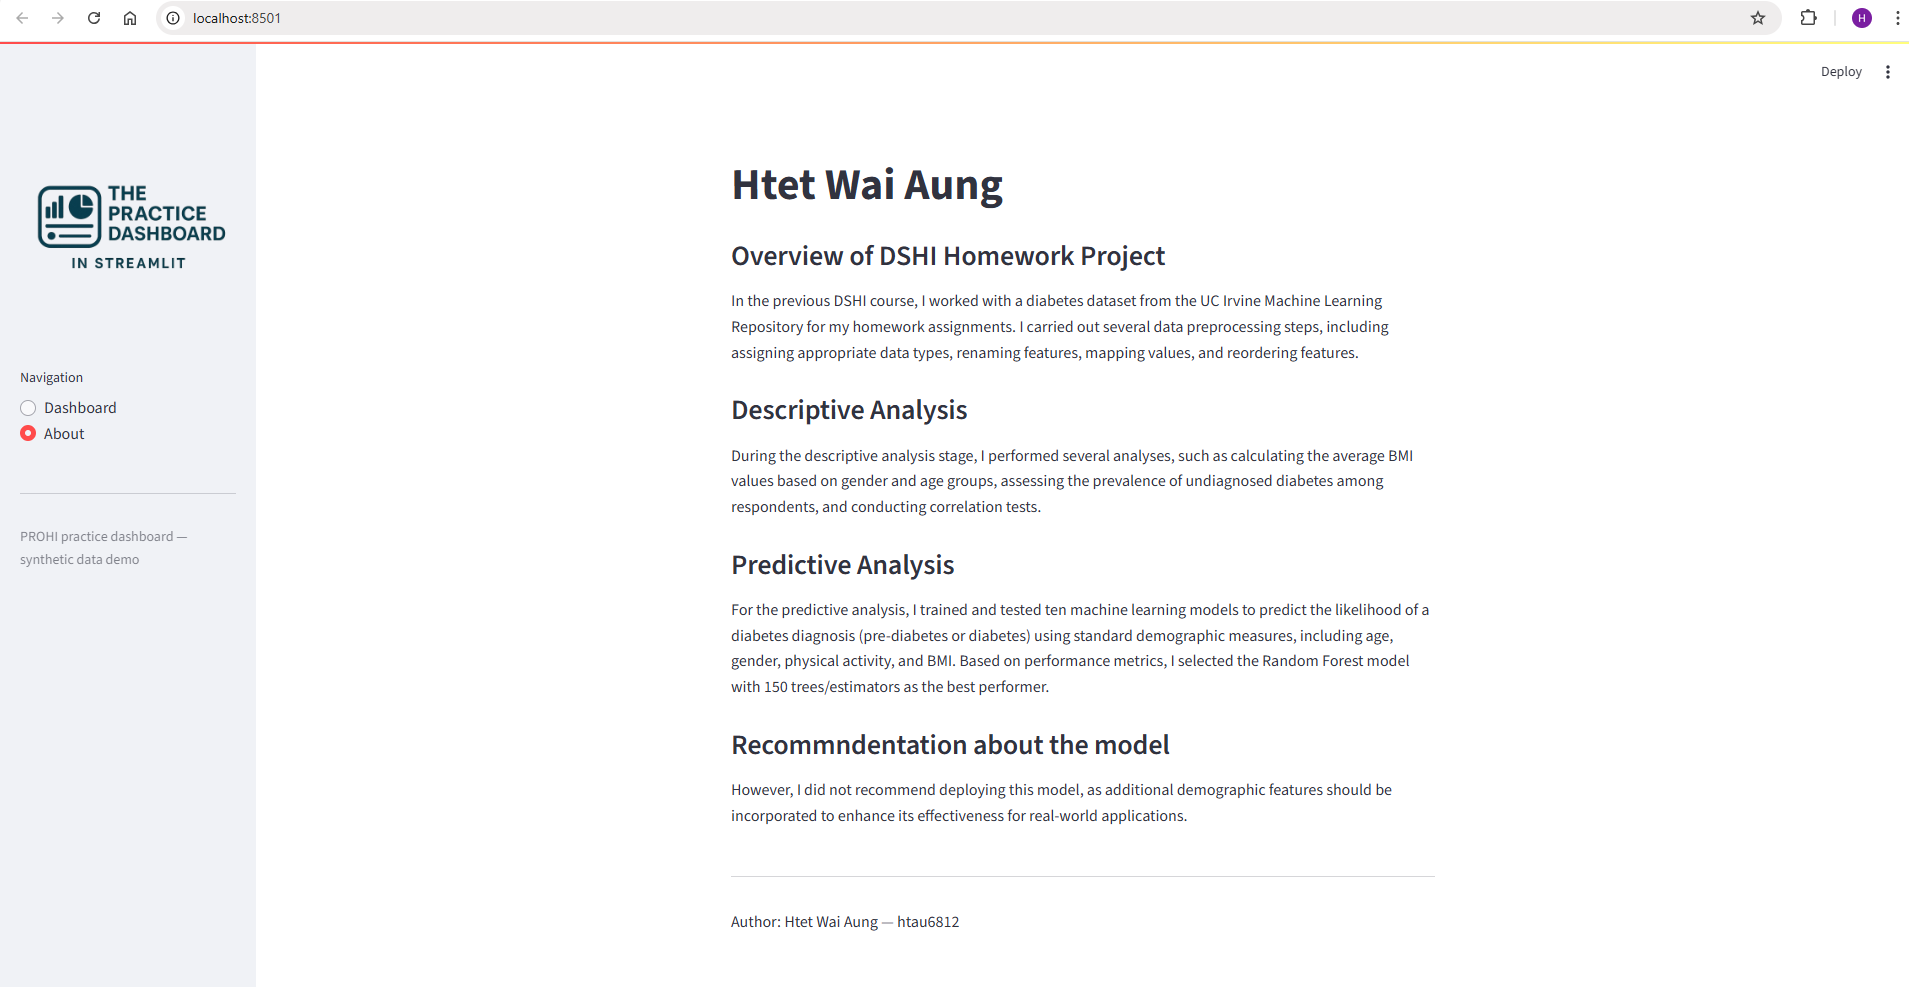 localhost:8501
H
Deploy
THE
PRACTICE
DASHBOARD
IN STREAMLIT
Navigation
Dashboard
About
PROHI practice dashboard —
synthetic data demo
Htet Wai Aung
Overview of DSHI Homework Project
In the previous DSHI course, I worked with a diabetes dataset from the UC Irvine Machine Learning
Repository for my homework assignments. I carried out several data preprocessing steps, including
assigning appropriate data types, renaming features, mapping values, and reordering features.
Descriptive Analysis
During the descriptive analysis stage, I performed several analyses, such as calculating the average BMI
values based on gender and age groups, assessing the prevalence of undiagnosed diabetes among
respondents, and conducting correlation tests.
Predictive Analysis
For the predictive analysis, I trained and tested ten machine learning models to predict the likelihood of a
diabetes diagnosis (pre-diabetes or diabetes) using standard demographic measures, including age,
gender, physical activity, and BMI. Based on performance metrics, I selected the Random Forest model
with 150 trees/estimators as the best performer.
Recommndentation about the model
However, I did not recommend deploying this model, as additional demographic features should be
incorporated to enhance its effectiveness for real-world applications.
Author: Htet Wai Aung — htau6812